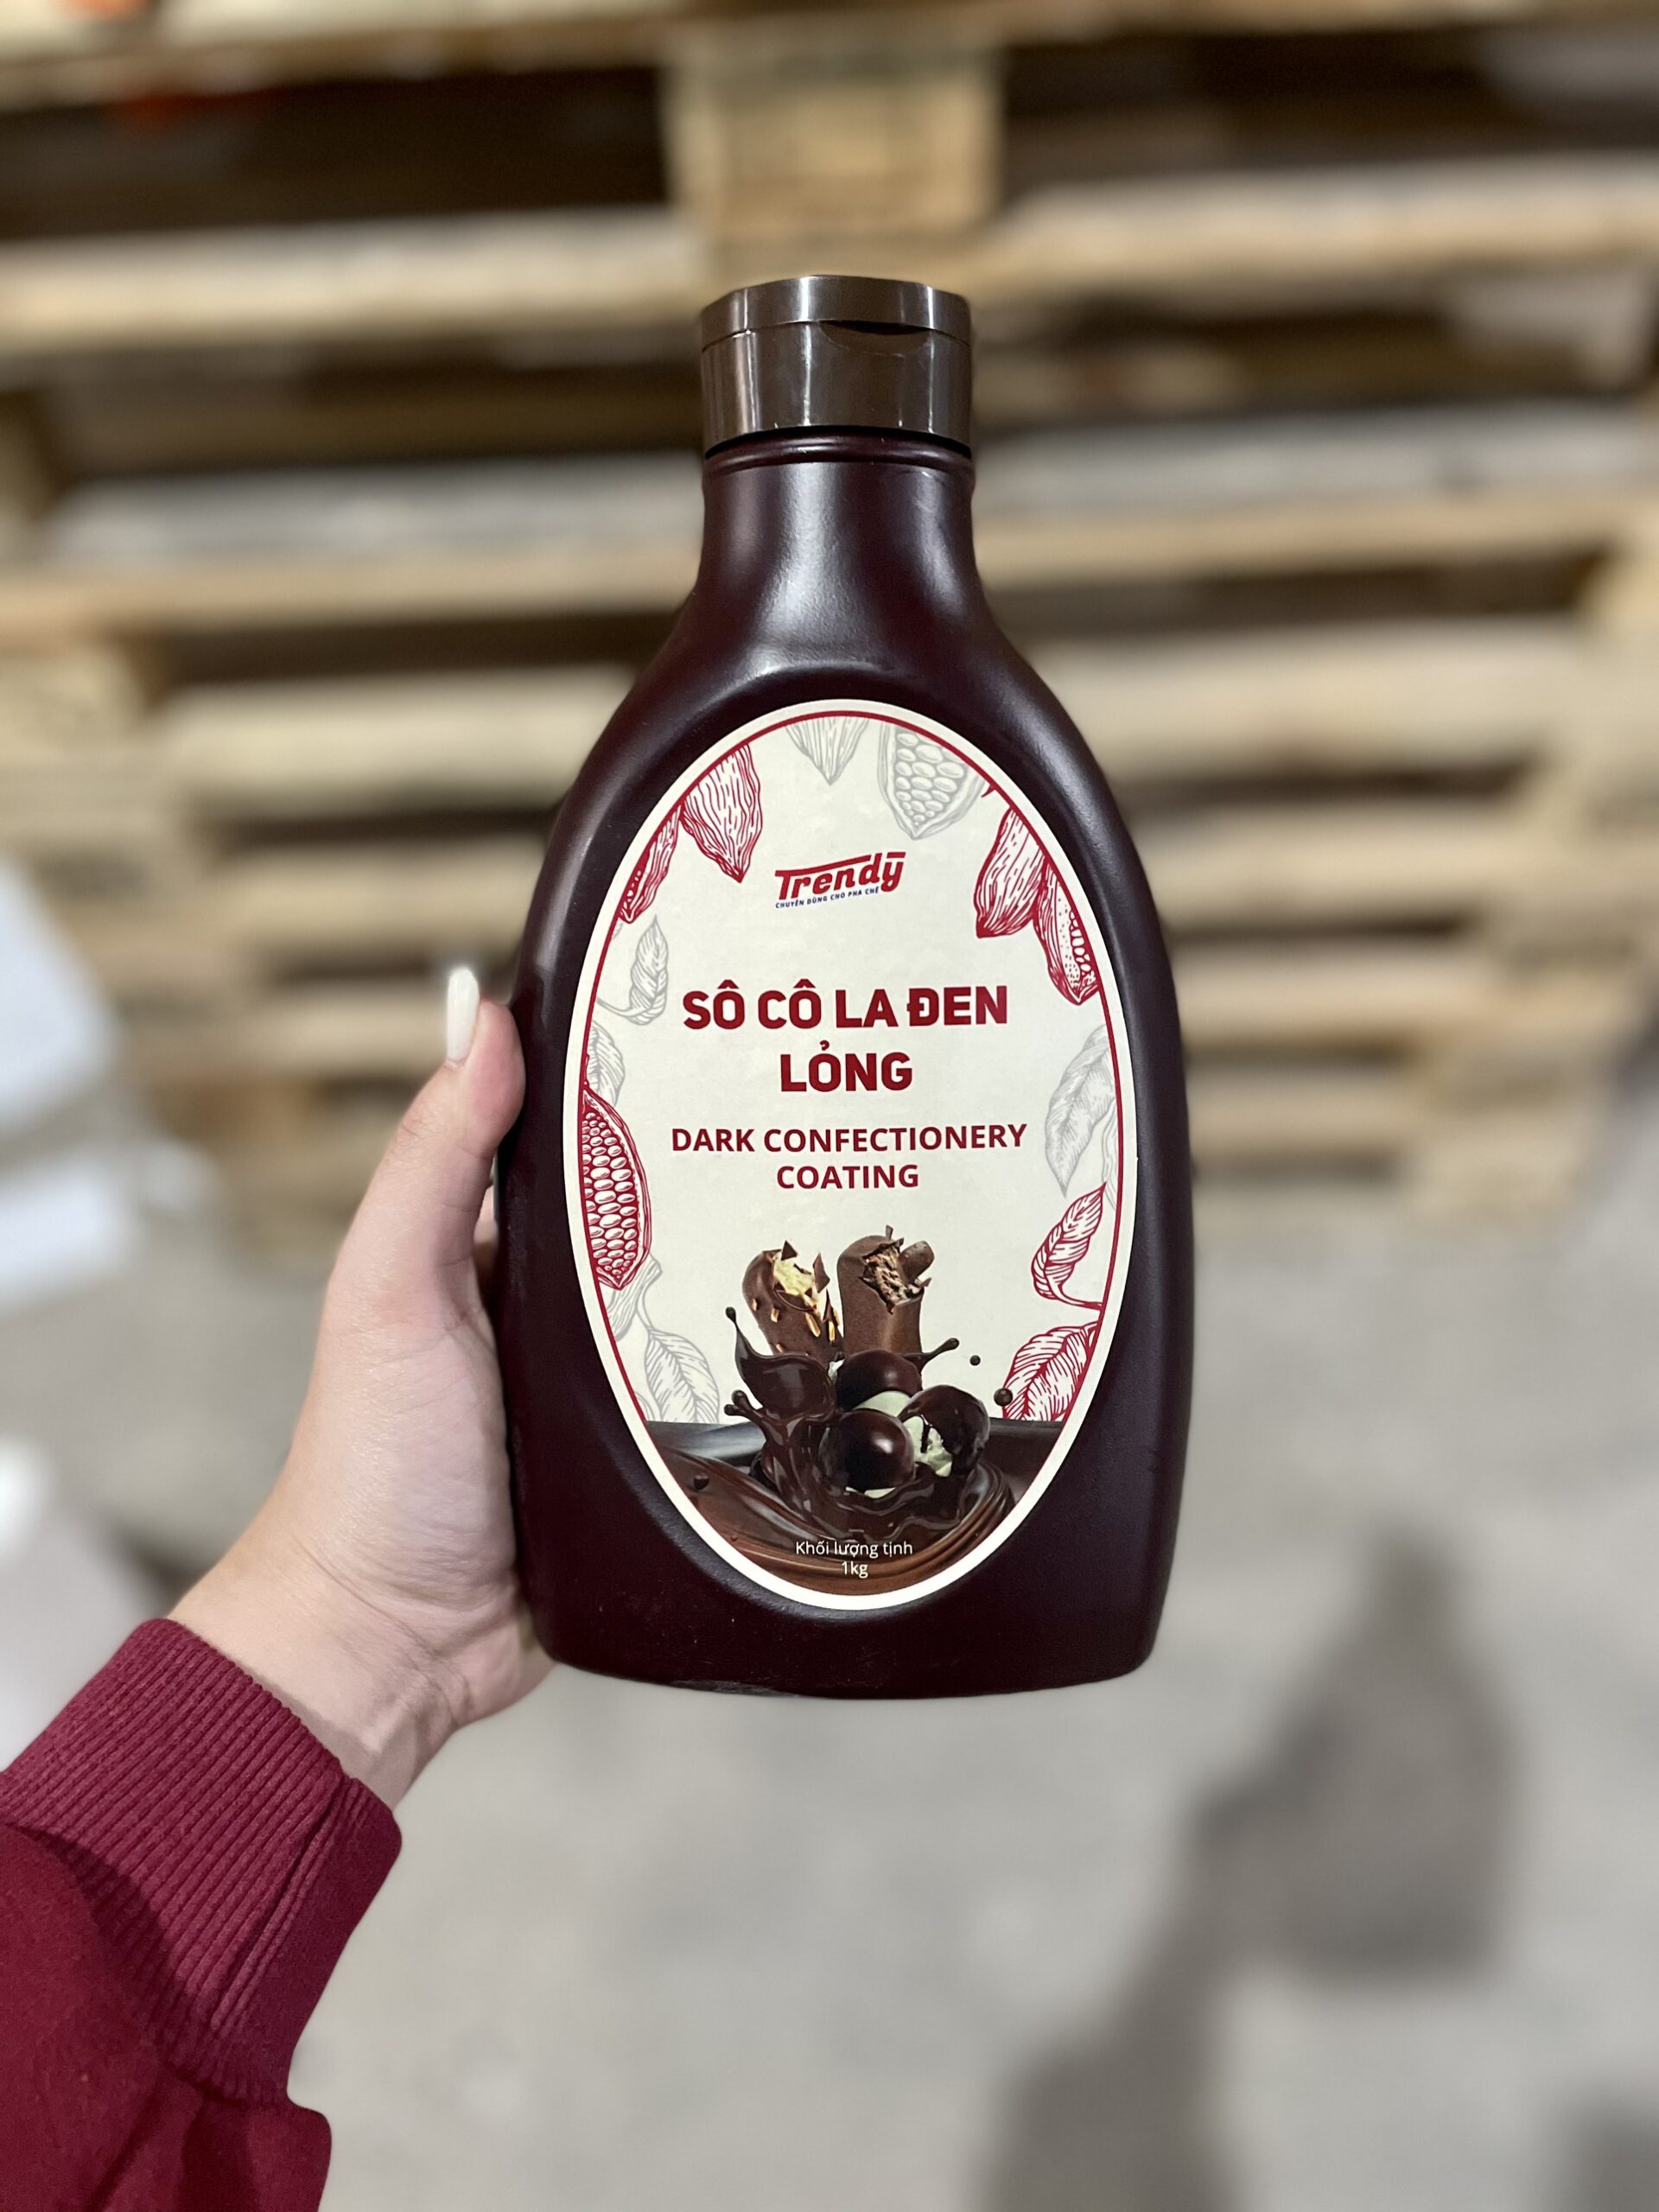 Trendy
CHUYÊN DÙNG CHO PHA CHẾ
SÔ CÔ LA ĐEN
LỎNG
DARK CONFECTIONERY
COATING
Khối lượng tịnh
1kg